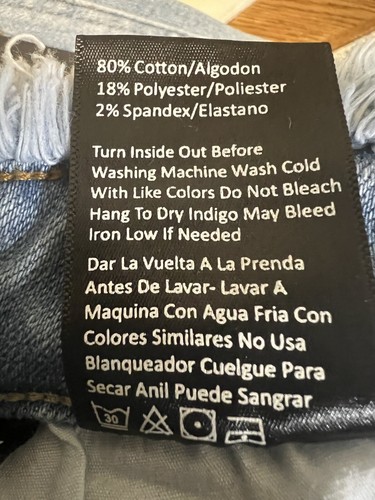 80% Cotton/Algodon
18% Polyester/Poliester
2% Spandex/Elastano
Turn Inside Out Before
Washing Machine Wash Cold
With Like Colors Do Not Bleach
Hang To Dry Indigo May Bleed
Iron Low If Needed
Dar La Vuelta A La Prenda
Antes De Lavar- Lavar A
Maquina Con Agua Fria Con
Colores Similares No Usa
Blanqueador Cuelgue Para
Secar Anil Puede Sangrar
30